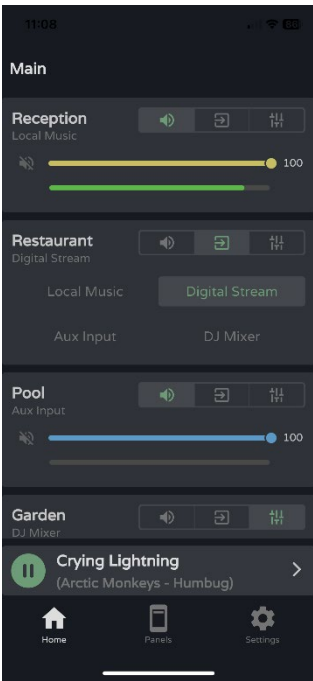 11:08
66
Main
Reception
Local Music
100
Restaurant
Digital Stream
Local Music Digital Stream
Aux Input DJ Mixer
Pool
Aux Input
100
Garden
DJ Mixer
Crying Lightning
(Arctic Monkeys - Humbug)
Home Panels Settings